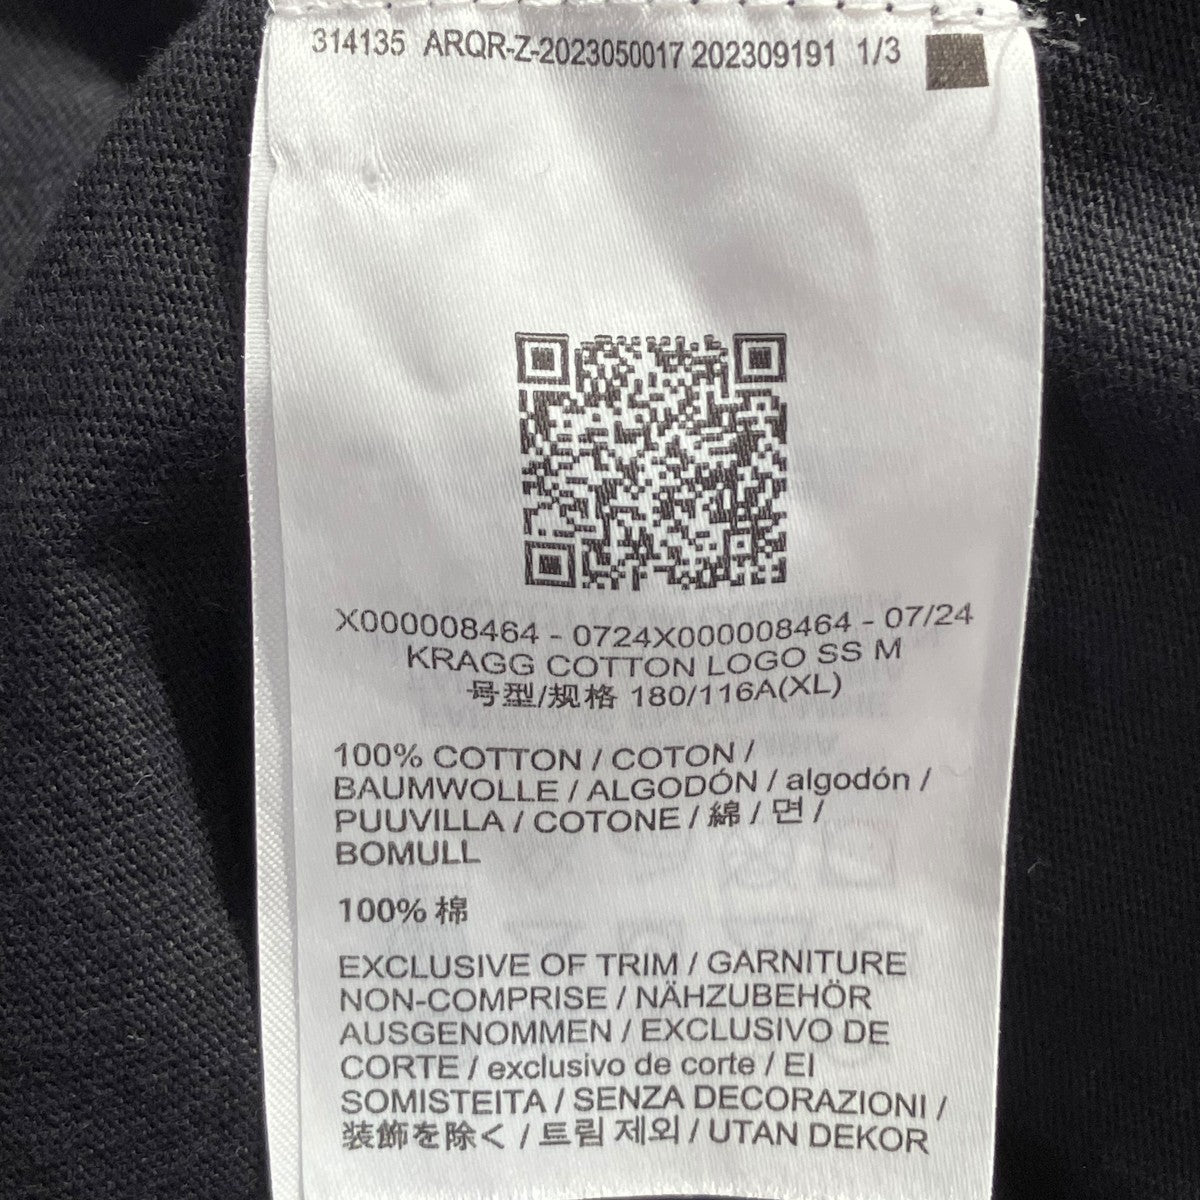 314135 ARQR-Z-2023050017 202309191 1/3
X000008464 - 0724X000008464 - 07/24
KRAGG COTTON LOGO SS M
号型/规格 180/116A(XL)
100% COTTON / COTON /
BAUMWOLLE / ALGODÓN / algodón /
PUUVILLA / COTONE / 綿 / 면 /
BOMULL
100% 棉
EXCLUSIVE OF TRIM / GARNITURE
NON-COMPRISE / NÄHZUBEHÖR
AUSGENOMMEN / EXCLUSIVO DE
CORTE / exclusivo de corte / EI
SOMISTEITA / SENZA DECORAZIONI /
装飾を除く / 트림 제외 / UTAN DEKOR